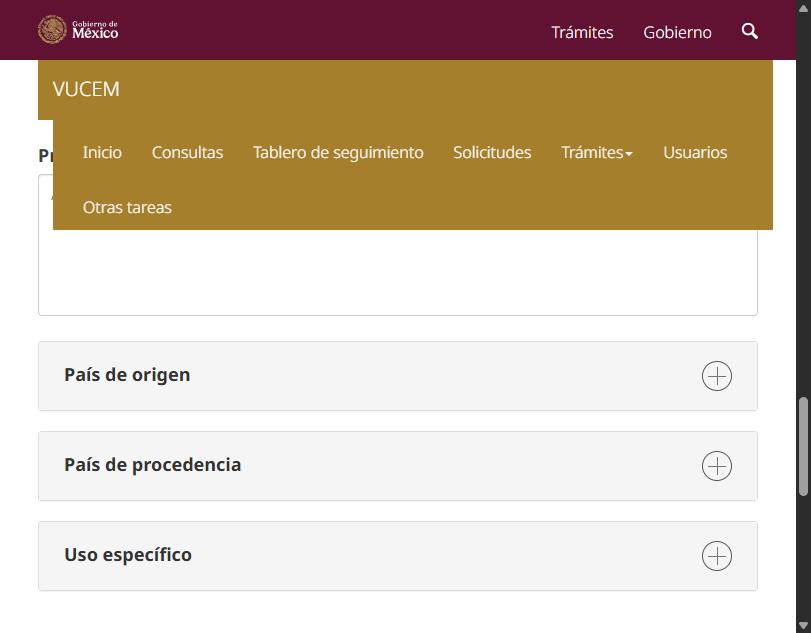 Gobierno de
México
Trámites
Gobierno
VUCEM
Inicio
Consultas
Tablero de seguimiento
Solicitudes
Trámites
Usuarios
Otras tareas
País de origen
País de procedencia
Uso específico